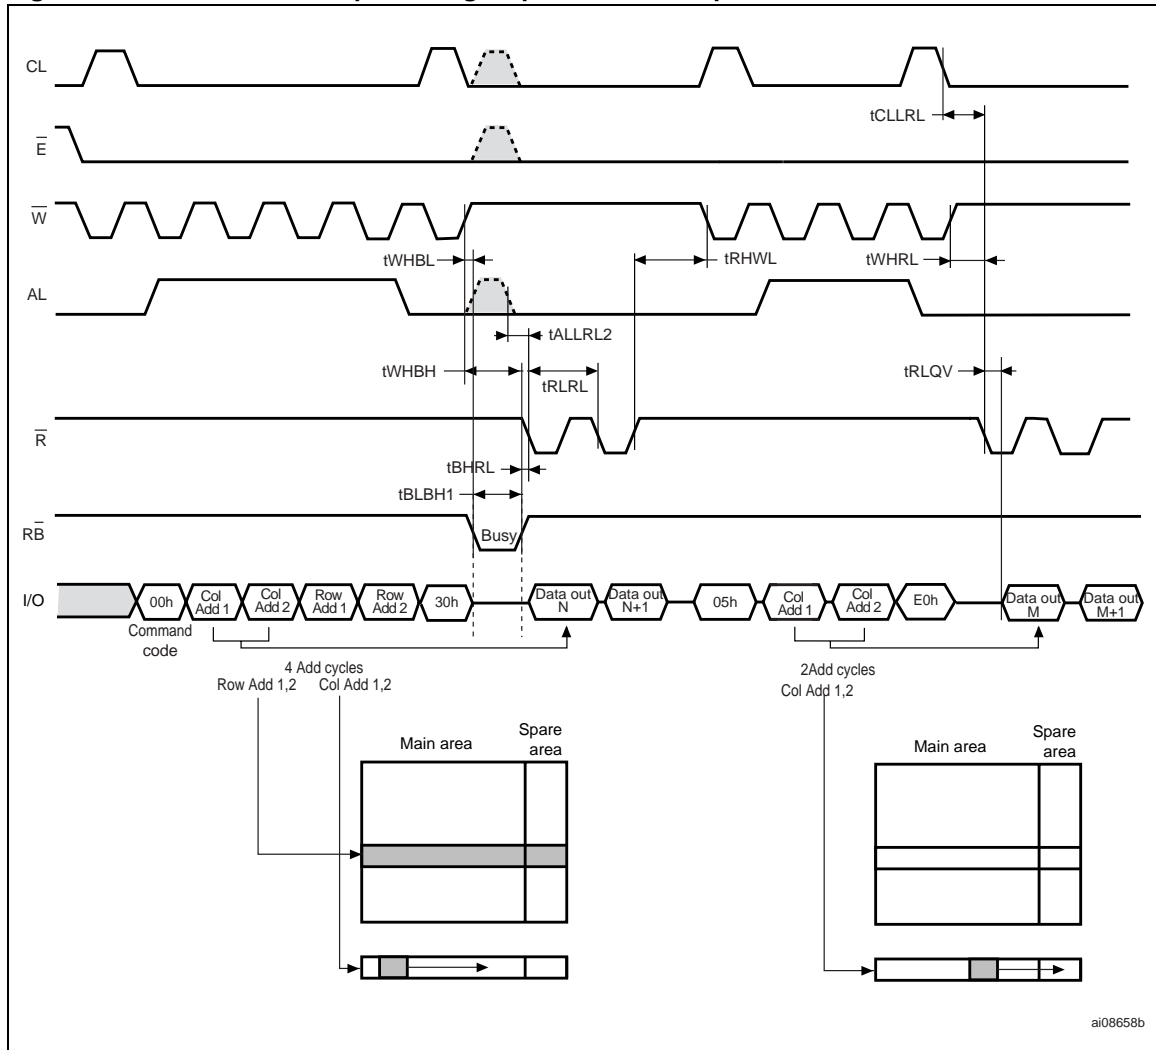 CL
tCLLRL
E
W
tWHBL
tRHWL
tWHRL
AL
tALLRL2
tWHBH
tRLRL
tRLQV
R
tBHRL
tBLBH1
RB
Busy
I/O
00h
Col
Add 1
Col
Add 2
Row
Add 1
Row
Add 2
30h
Data out
N
Data out
N+1
05h
Col
Add 1
Col
Add 2
E0h
Data out
M
Data out
M+1
Command
code
4 Add cycles
Row Add 1,2
Col Add 1,2
2Add cycles
Col Add 1,2
Main area
Spare
area
Main area
Spare
area
ai08658b